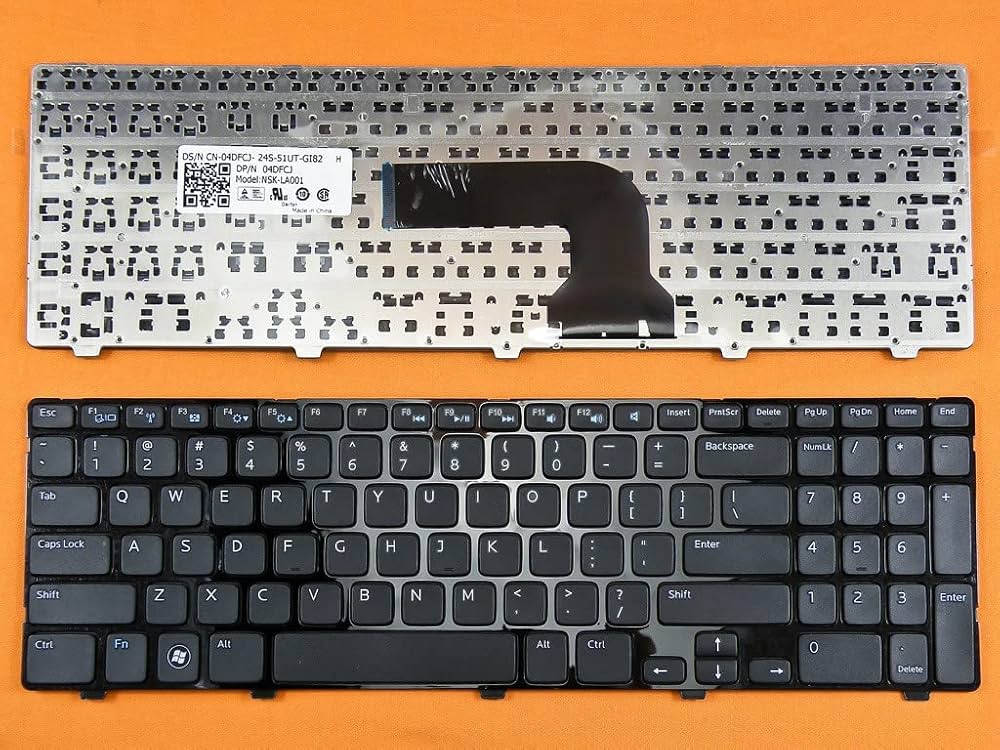 DS/N CN-04DFCJ- 24S-51UT-GI82 H
DP/N 04DFCJ
Model:NSK-LA001
Made in China
Esc F1 F2 F3 F4 F5 F6 F7 F8 F9 F10 F11 F12 Insert PrntScr Delete Pg Up Pg Dn Home End
~ ! @ # $ % ^ & * ( ) — + Backspace NumLk / * -
` 1 2 3 4 5 6 7 8 9 0 - =
Tab Q W E R T Y U I O P { } | 7 8 9 +
[ ] \
Caps Lock A S D F G H J K L : " Enter 4 5 6
; '
Shift Z X C V B N M < > ? Shift 1 2 3 Enter
, . /
Ctrl Fn Alt Alt Ctrl ↑ 0
← ↓ → Delete